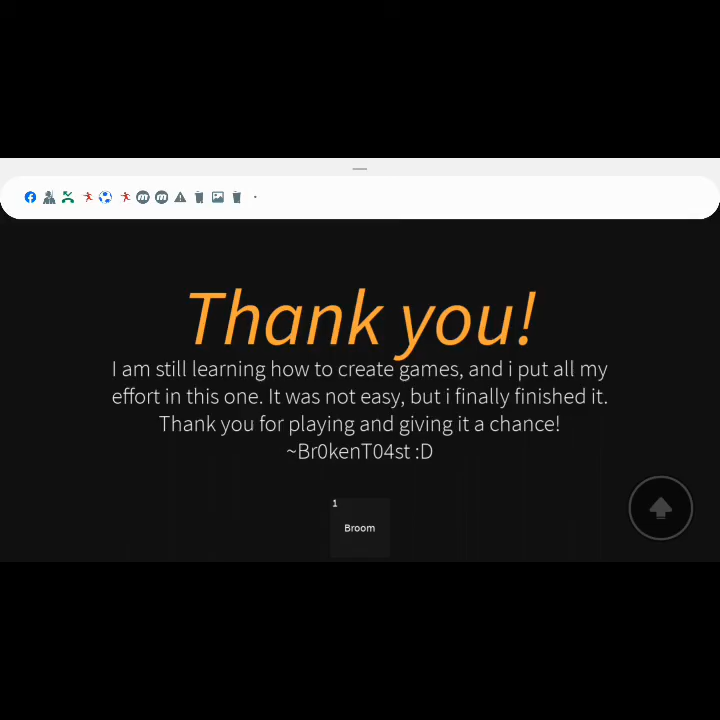 Thank you!
I am still learning how to create games, and i put all my
effort in this one. It was not easy, but i finally finished it.
Thank you for playing and giving it a chance!
~Br0kenT04st :D
1
Broom